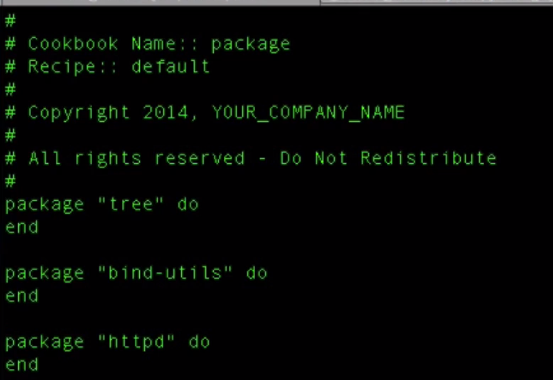 #
# Cookbook Name:: package
# Recipe:: default
#
# Copyright 2014, YOUR_COMPANY_NAME
#
# All rights reserved - Do Not Redistribute
#
package "tree" do
end

package "bind-utils" do
end

package "httpd" do
end